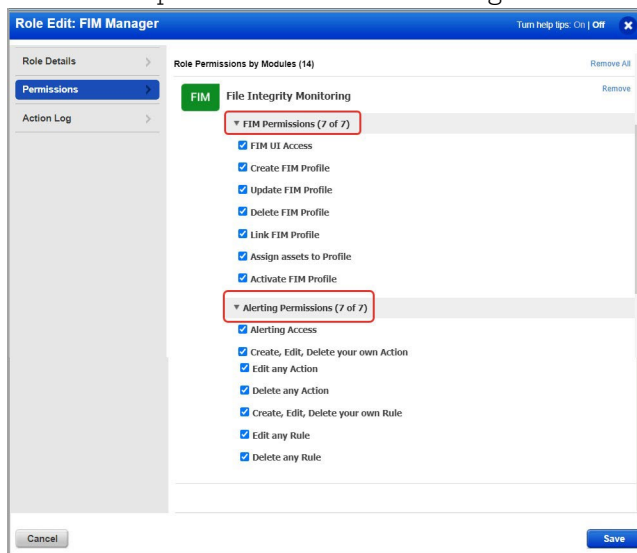 Role Edit: FIM Manager
Turn help tips: On | Off
Role Details
Permissions
Action Log
Role Permissions by Modules (14)
Remove All
FIM
File Integrity Monitoring
Remove
FIM Permissions (7 of 7)
FIM UI Access
Create FIM Profile
Update FIM Profile
Delete FIM Profile
Link FIM Profile
Assign assets to Profile
Activate FIM Profile
Alerting Permissions (7 of 7)
Alerting Access
Create, Edit, Delete your own Action
Edit any Action
Delete any Action
Create, Edit, Delete your own Rule
Edit any Rule
Delete any Rule
Cancel
Save